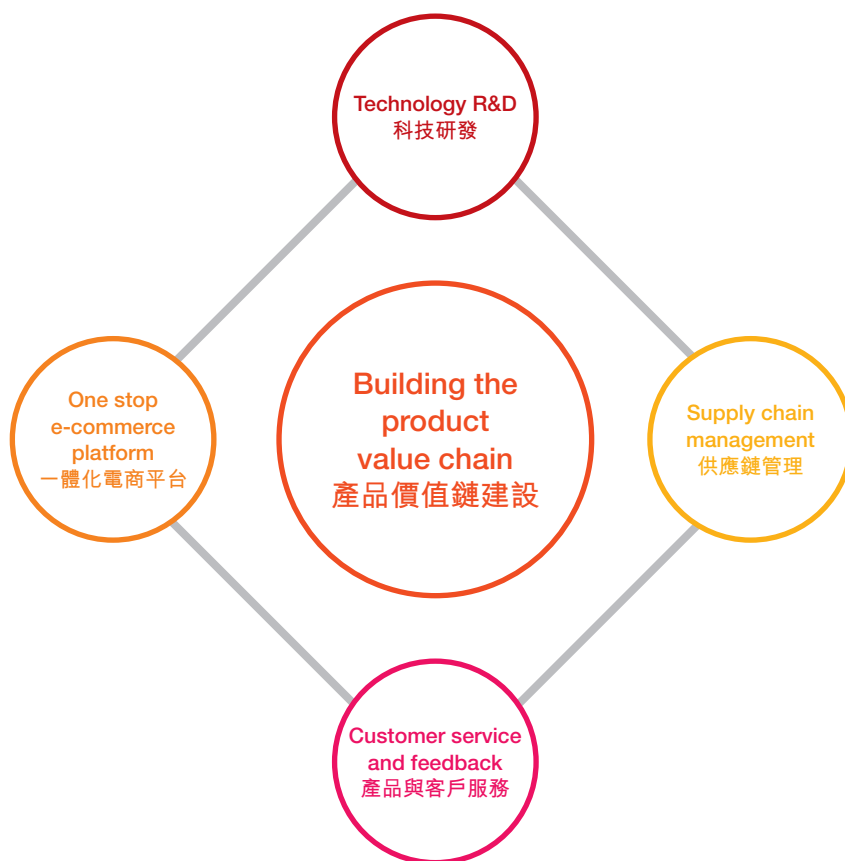 Technology R&D
科技研發
One stop
e-commerce
platform
一體化電商平台
Building the
product
value chain
產品價值鏈建設
Supply chain
management
供應鏈管理
Customer service
and feedback
產品與客戶服務